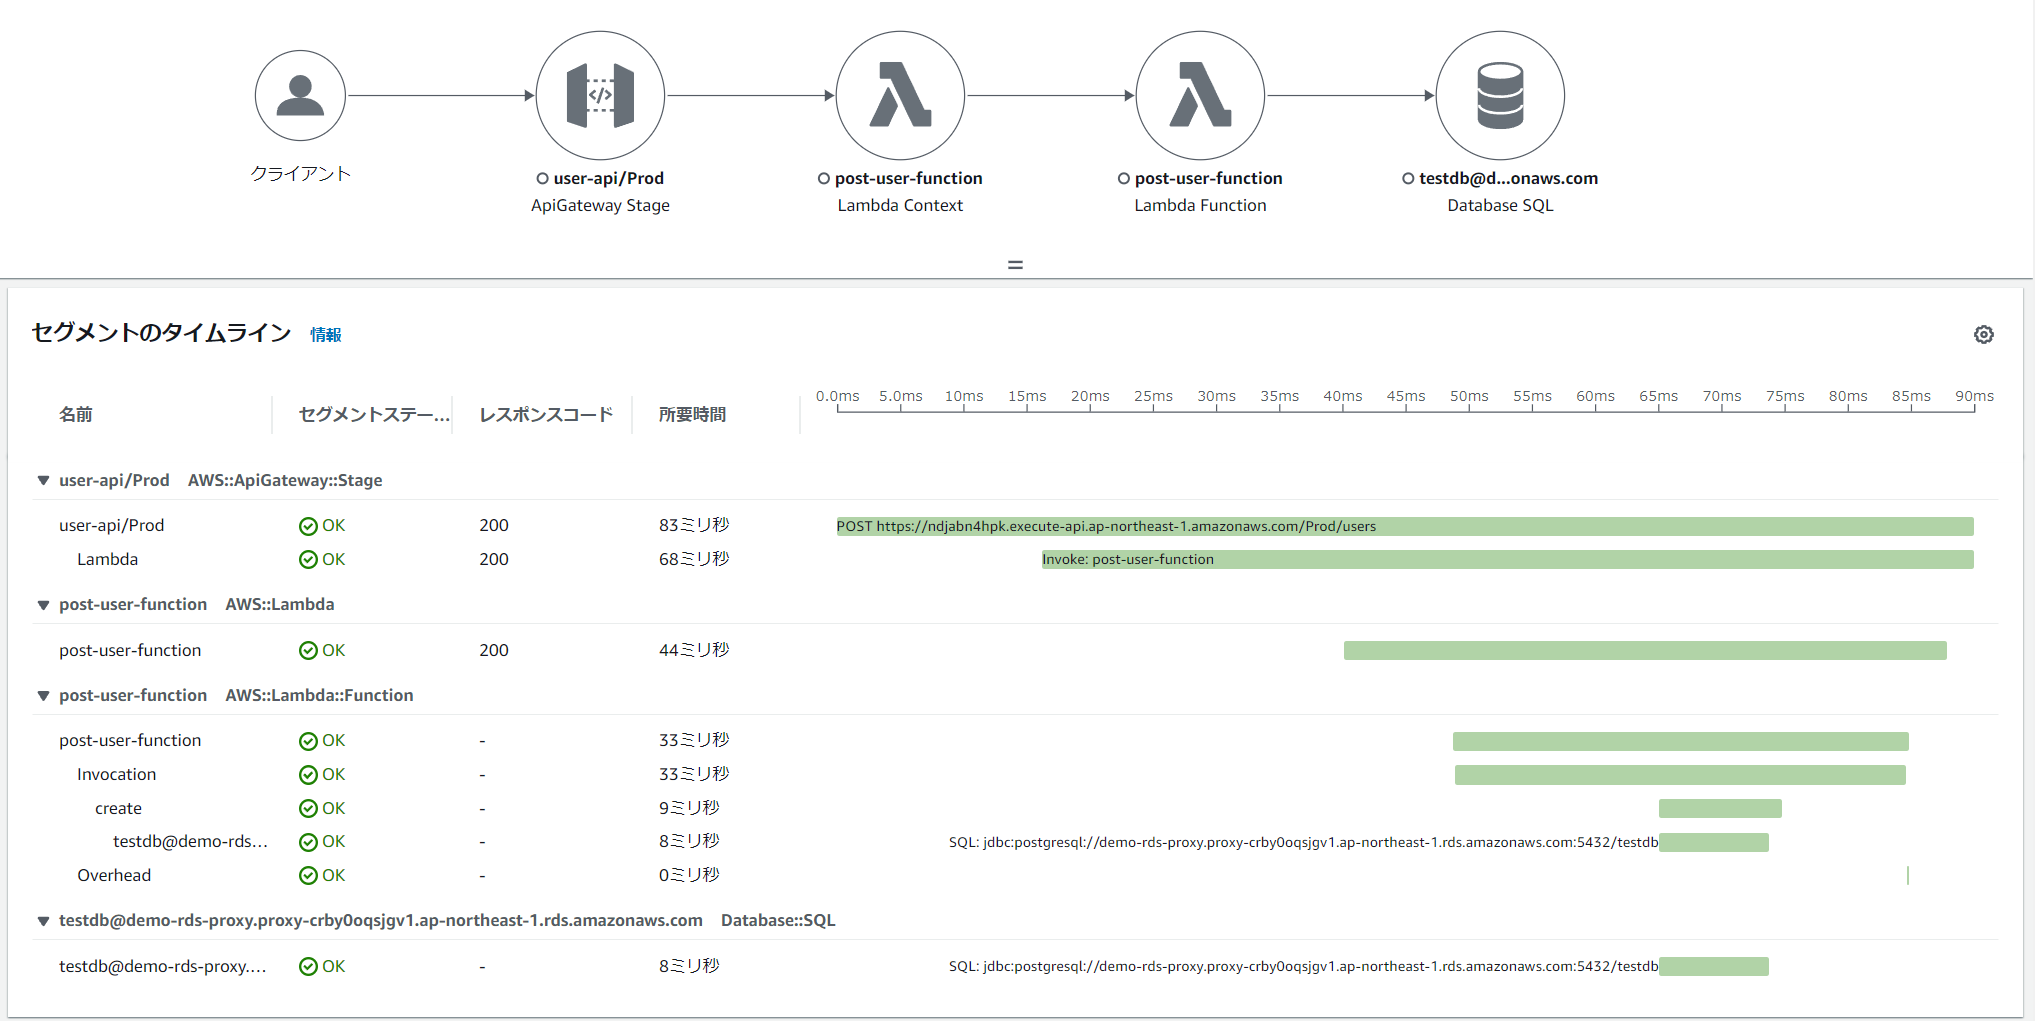 クライアント
user-api/Prod
ApiGateway Stage
post-user-function
Lambda Context
post-user-function
Lambda Function
testdb@d...onaws.com
Database SQL
セグメントのタイムライン 情報
名前 セグメントステー... レスポンスコード 所要時間 0.0ms 5.0ms 10ms 15ms 20ms 25ms 30ms 35ms 40ms 45ms 50ms 55ms 60ms 65ms 70ms 75ms 80ms 85ms 90ms
user-api/Prod AWS::ApiGateway::Stage
user-api/Prod OK 200 83ミリ秒 POST https://ndjabn4hpk.execute-api.ap-northeast-1.amazonaws.com/Prod/users
Lambda OK 200 68ミリ秒 Invoke: post-user-function
post-user-function AWS::Lambda
post-user-function OK 200 44ミリ秒
post-user-function AWS::Lambda::Function
post-user-function OK - 33ミリ秒
Invocation OK - 33ミリ秒
create OK - 9ミリ秒
testdb@demo-rds... OK - 8ミリ秒 SQL: jdbc:postgresql://demo-rds-proxy.proxy-crby0oqsjgv1.ap-northeast-1.rds.amazonaws.com:5432/testdb
Overhead OK - 0ミリ秒
testdb@demo-rds-proxy.proxy-crby0oqsjgv1.ap-northeast-1.rds.amazonaws.com Database::SQL
testdb@demo-rds-proxy.... OK - 8ミリ秒 SQL: jdbc:postgresql://demo-rds-proxy.proxy-crby0oqsjgv1.ap-northeast-1.rds.amazonaws.com:5432/testdb